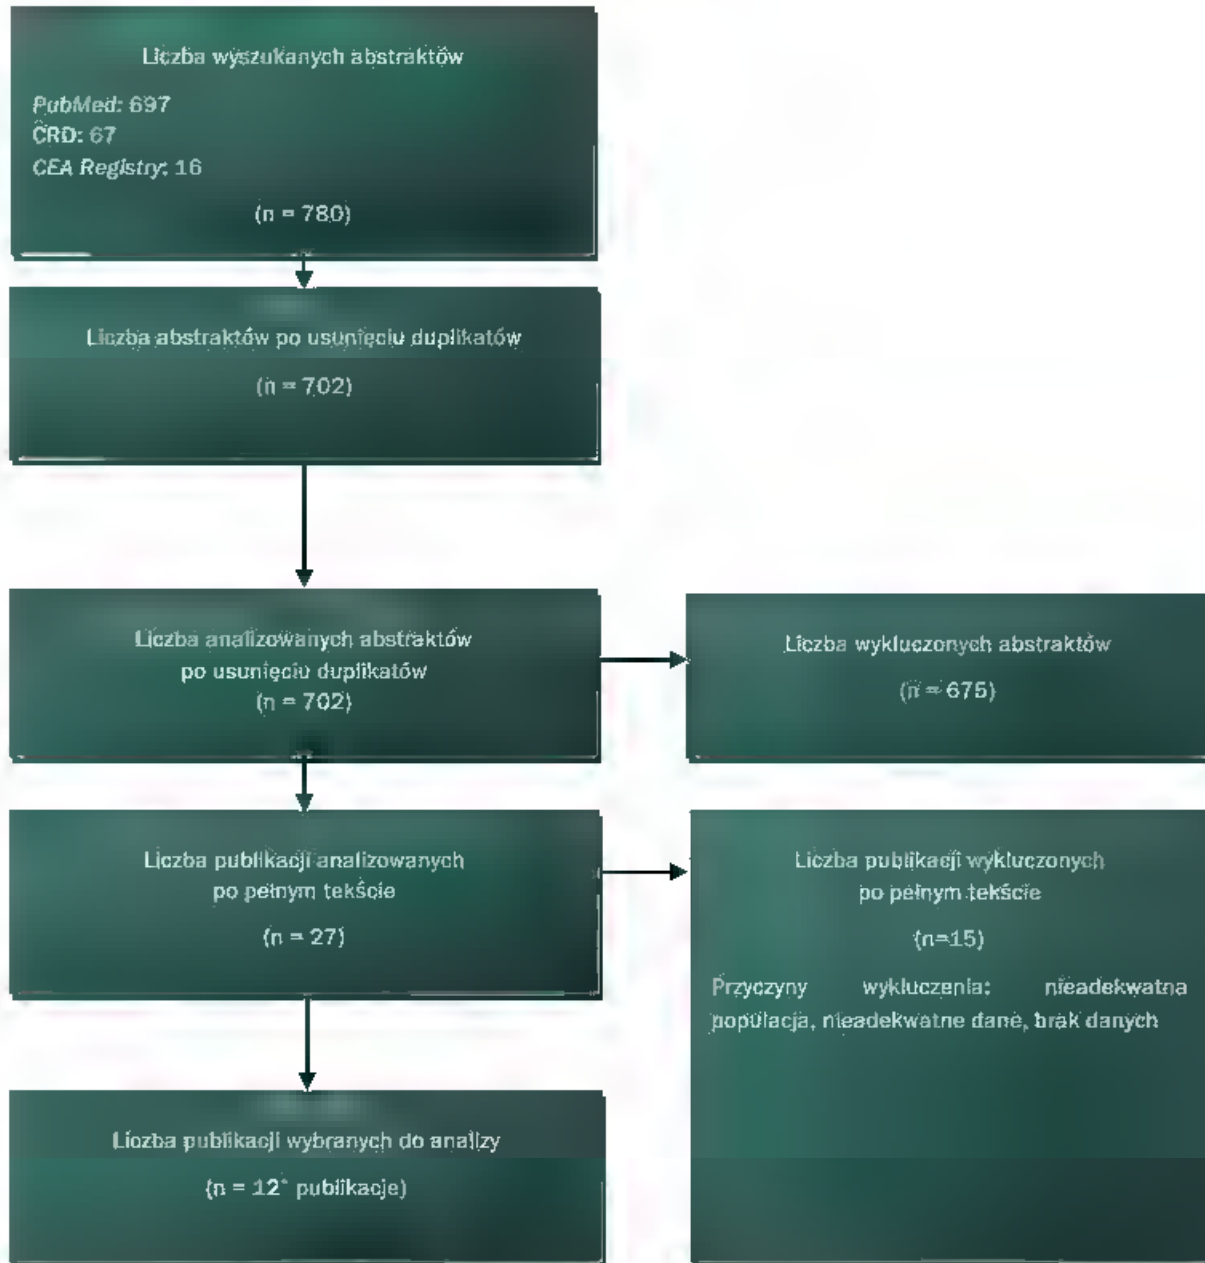 Liczba wyszukanych abstraktów
PubMed: 697
CRD: 67
CEA Registry: 16
(n = 780)
Liczba abstraktów po usunięciu duplikatów
(n = 702)
Liczba analizowanych abstraktów
po usunięciu duplikatów
(n = 702)
Liczba wykluczonych abstraktów
(n = 675)
Liczba publikacji analizowanych
po pełnym tekście
(n = 27)
Liczba publikacji wykluczonych
po pełnym tekście
(n=15)
Przyczyny wykluczenia: nieadekwatna
populacja, nieadekwatne dane, brak danych
Liczba publikacji wybranych do analizy
(n = 12* publikacje)